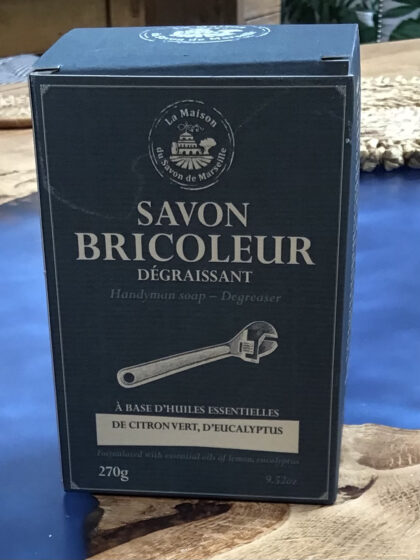 La Maison
du Savon de Marseille
SAVON
BRICOLEUR
DÉGRAISSANT
Handyman soap – Degreaser
À BASE D'HUILES ESSENTIELLES
DE CITRON VERT, D'EUCALYPTUS
Formulated with essential oils of lemon, eucalyptus
270g
9.52oz